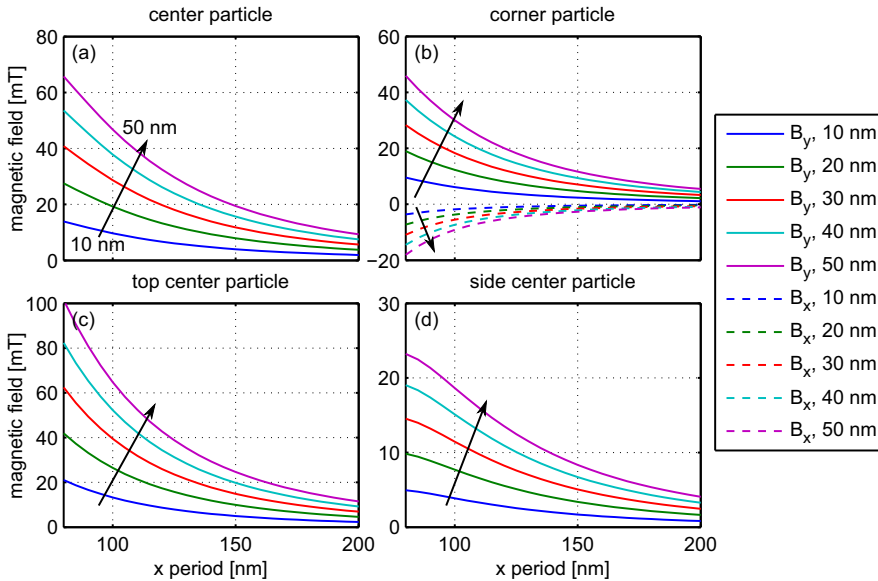 center particle
corner particle
magnetic field [mT]
80
60
40
20
0
(a)
50 nm
10 nm
60
40
20
0
−20
(b)
B_y, 10 nm
B_y, 20 nm
B_y, 30 nm
B_y, 40 nm
B_y, 50 nm
B_x, 10 nm
B_x, 20 nm
B_x, 30 nm
B_x, 40 nm
B_x, 50 nm
top center particle
side center particle
magnetic field [mT]
100
80
60
40
20
0
(c)
100
150
200
x period [nm]
30
20
10
0
(d)
100
150
200
x period [nm]